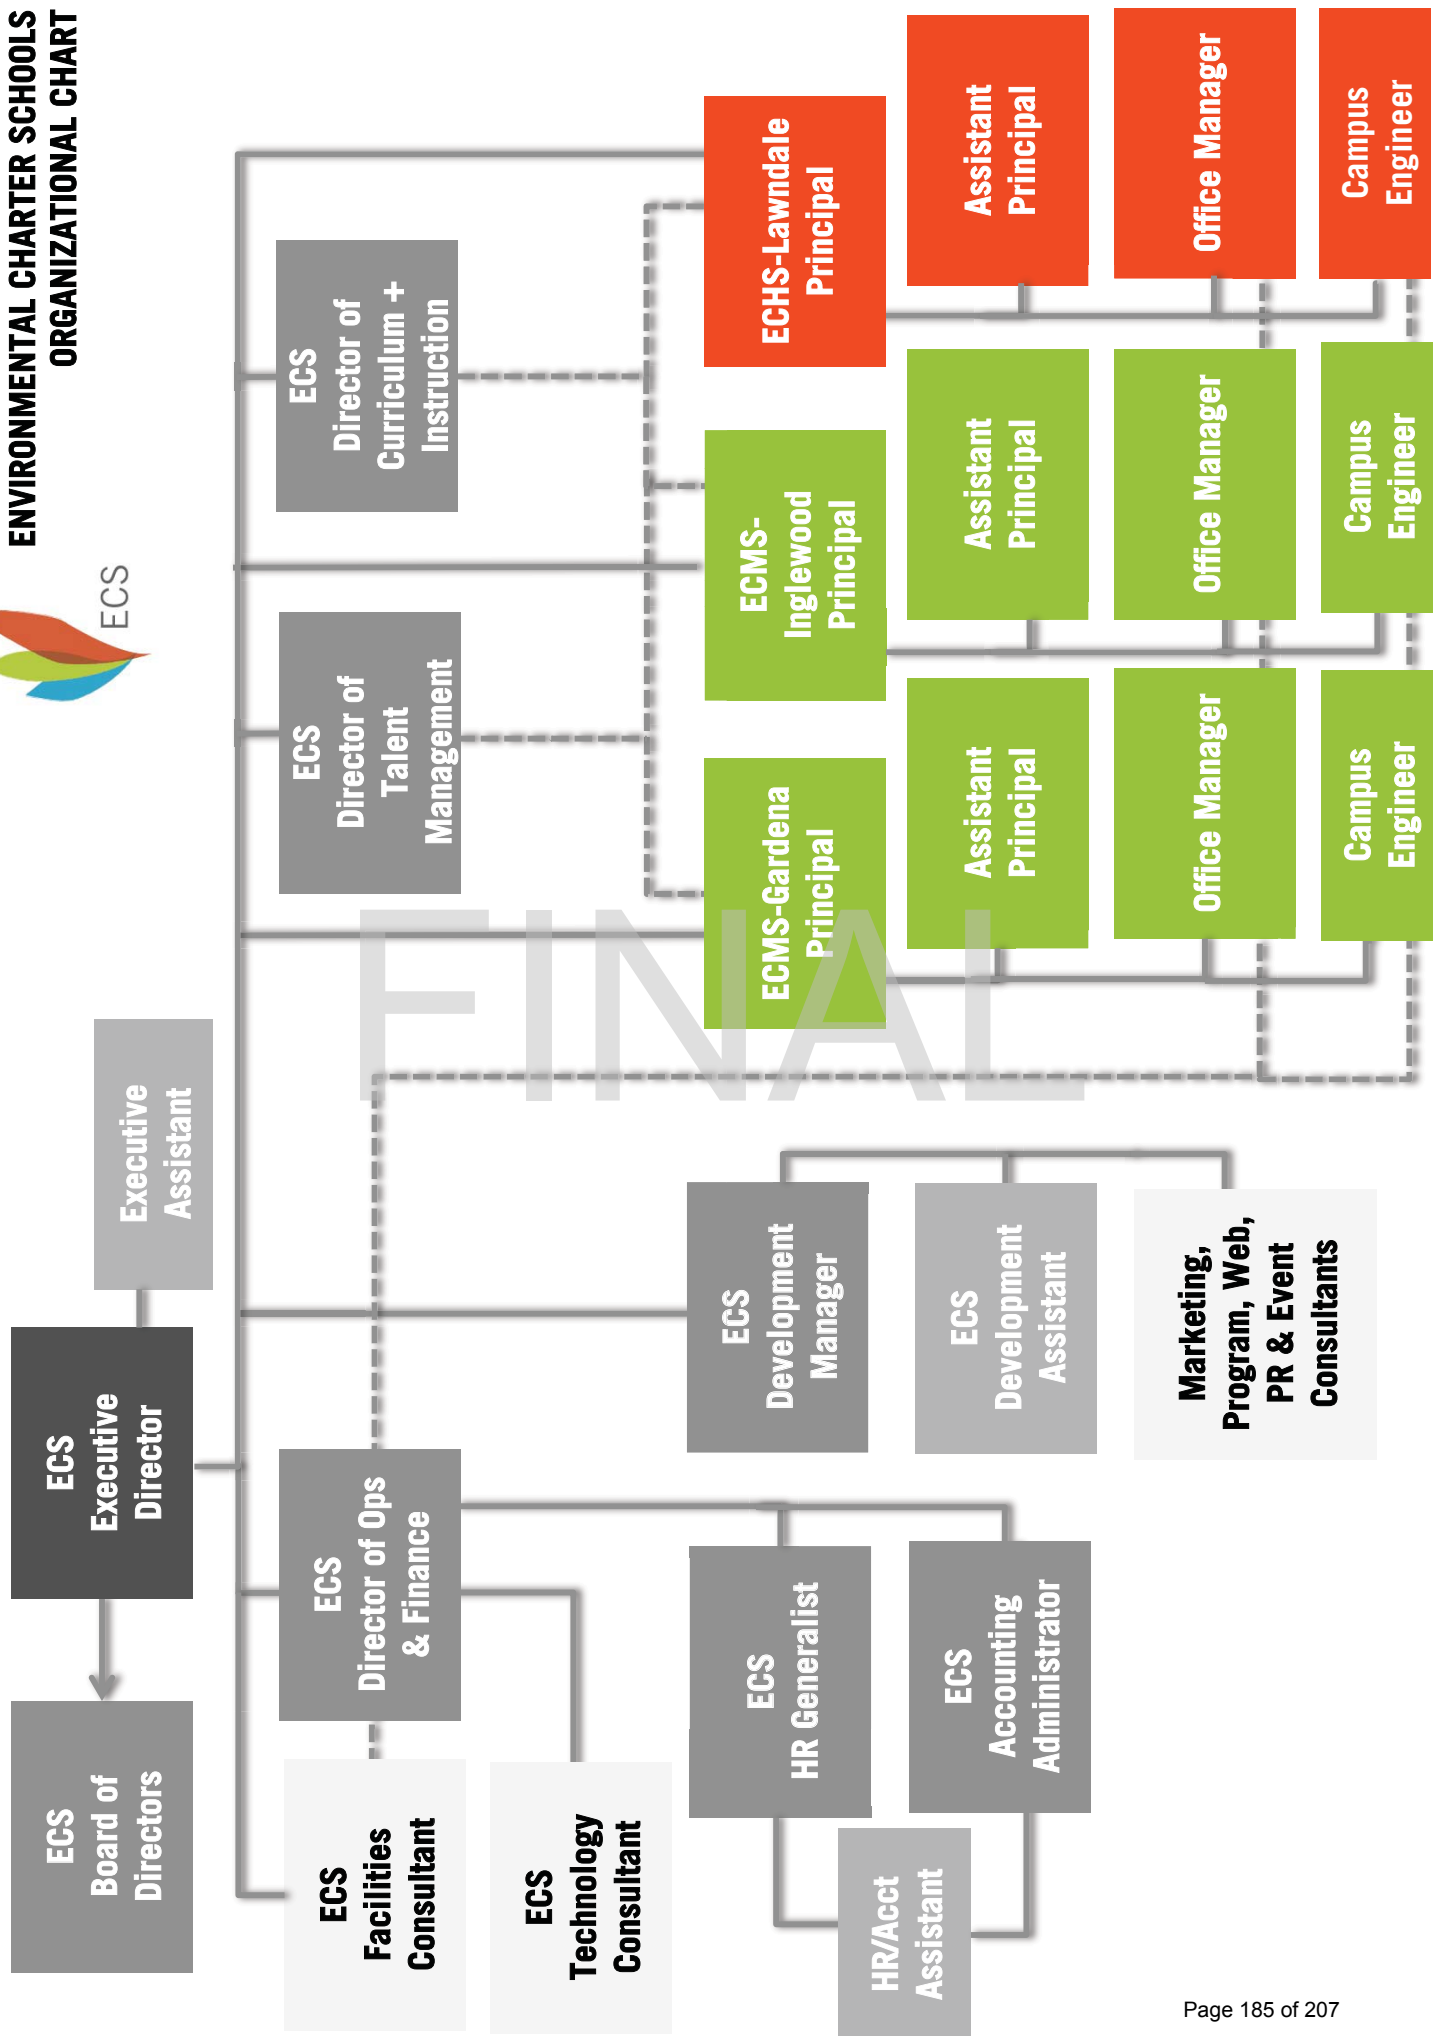 ENVIRONMENTAL CHARTER SCHOOLS
ORGANIZATIONAL CHART
ECS
ECS
Board of
Directors
ECS
Executive
Director
Executive
Assistant
ECS
Facilities
Consultant
ECS
Director of Ops
& Finance
ECS
Director of
Talent
Management
ECS
Director of
Curriculum +
Instruction
ECS
Technology
Consultant
ECS
HR Generalist
ECS
Accounting
Administrator
HR/Acct
Assistant
ECS
Development
Manager
ECS
Development
Assistant
Marketing,
Program, Web,
PR & Event
Consultants
ECMS-Gardena
Principal
Assistant
Principal
Office Manager
Campus
Engineer
ECMS-
Inglewood
Principal
Assistant
Principal
Office Manager
Campus
Engineer
ECHS-Lawndale
Principal
Assistant
Principal
Office Manager
Campus
Engineer
FINAL
Page 185 of 207